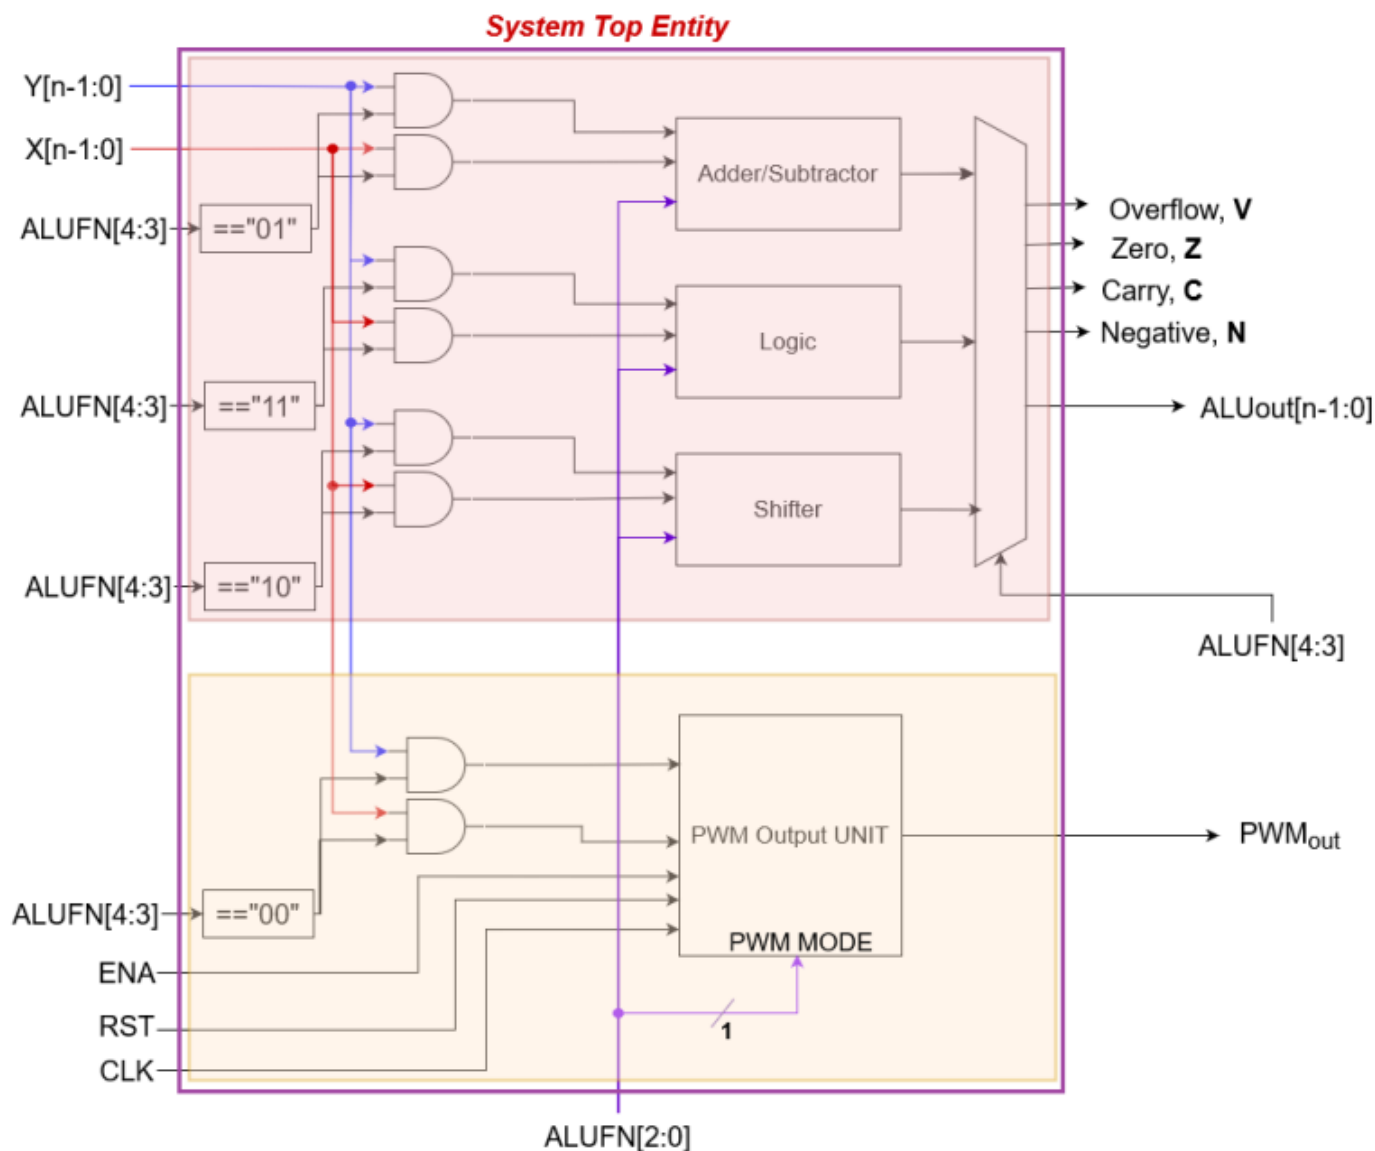 System Top Entity
Y[n-1:0]
X[n-1:0]
ALUFN[4:3]
=="01"
Adder/Subtractor
Overflow, V
Zero, Z
Carry, C
Negative, N
Logic
ALUFN[4:3]
=="11"
ALUout[n-1:0]
Shifter
ALUFN[4:3]
=="10"
ALUFN[4:3]
PWM Output UNIT
PWMout
ALUFN[4:3]
=="00"
PWM MODE
ENA
RST
1
CLK
ALUFN[2:0]